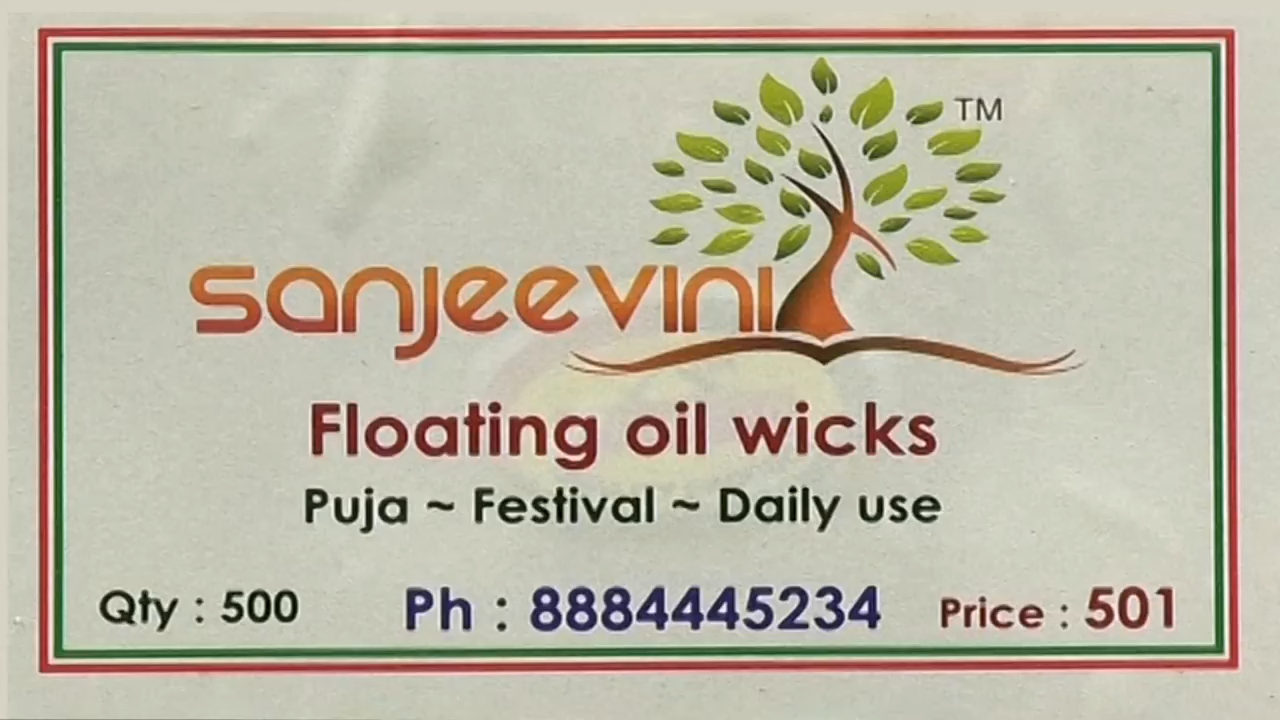 TM
sanjeevini
Floating oil wicks
Puja ~ Festival ~ Daily use
Qty : 500 Ph : 8884445234 Price : 501